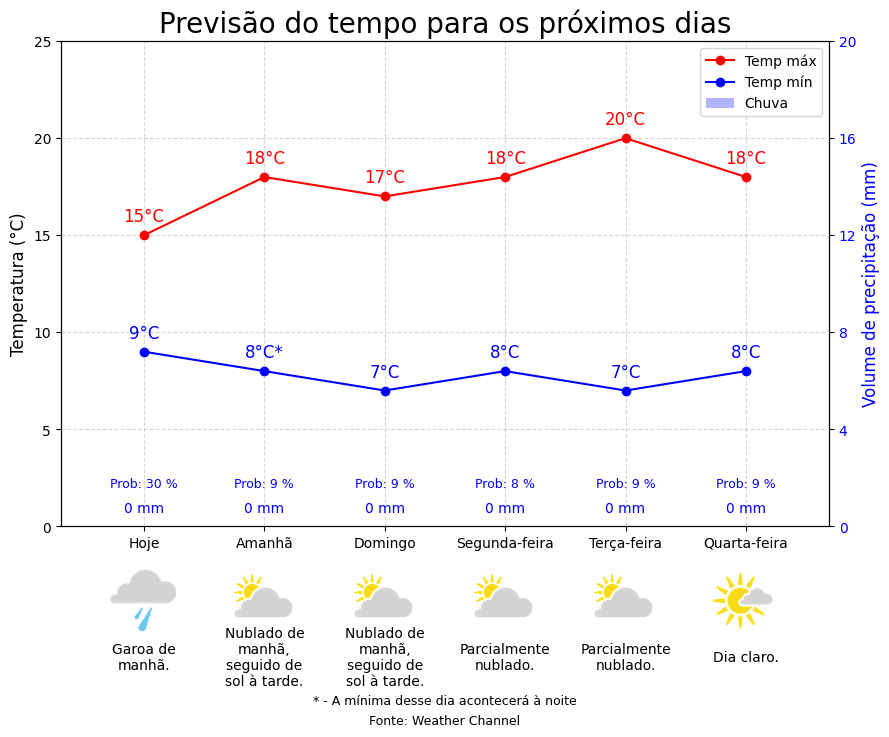 Previsão do tempo para os próximos dias
25
20
15
10
5
0
Temperatura (°C)
20
16
12
8
4
0
Volume de precipitação (mm)
Temp máx
Temp mín
Chuva
15°C
18°C
17°C
18°C
20°C
18°C
9°C
8°C*
7°C
8°C
7°C
8°C
Prob: 30 %
Prob: 9 %
Prob: 9 %
Prob: 8 %
Prob: 9 %
Prob: 9 %
0 mm
0 mm
0 mm
0 mm
0 mm
0 mm
Hoje
Amanhã
Domingo
Segunda-feira
Terça-feira
Quarta-feira
Garoa de
manhã.
Nublado de
manhã,
seguido de
sol à tarde.
Nublado de
manhã,
seguido de
sol à tarde.
Parcialmente
nublado.
Parcialmente
nublado.
Dia claro.
* - A mínima desse dia acontecerá à noite
Fonte: Weather Channel